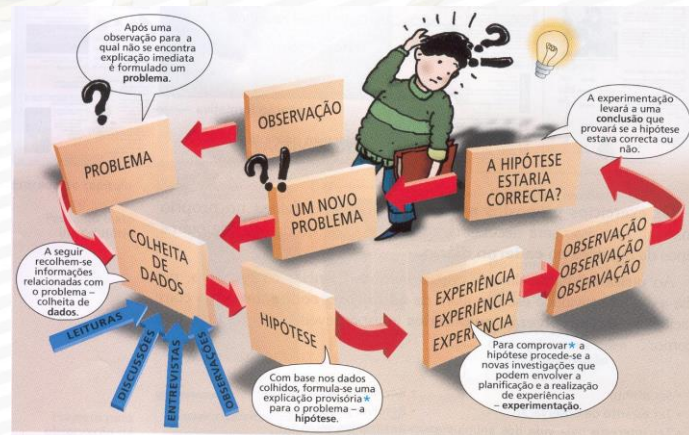 Após uma
observação para a
qual não se encontra
explicação imediata
é formulado um
problema.
?
OBSERVAÇÃO
? ? !
PROBLEMA
A experimentação
levará a uma
conclusão que
provará se a hipótese
estava correcta ou
não.
A HIPÓTESE
ESTARIA
CORRECTA?
?!
UM NOVO
PROBLEMA
COLHEITA
DE
DADOS
A seguir
recolhem-se
informações
relacionadas com
o problema –
colheita de
dados.
LEITURAS
DISCUSSÕES
ENTREVISTAS
OBSERVAÇÕES
HIPÓTESE
Com base nos dados
colhidos, formula-se uma
explicação provisória*
para o problema – a
hipótese.
EXPERIÊNCIA
EXPERIÊNCIA
EXPERIÊNCIA
Para comprovar* a
hipótese procede-se a
novas investigações que
podem envolver a
planificação e a realização
de experiências
– experimentação.
OBSERVAÇÃO
OBSERVAÇÃO
OBSERVAÇÃO